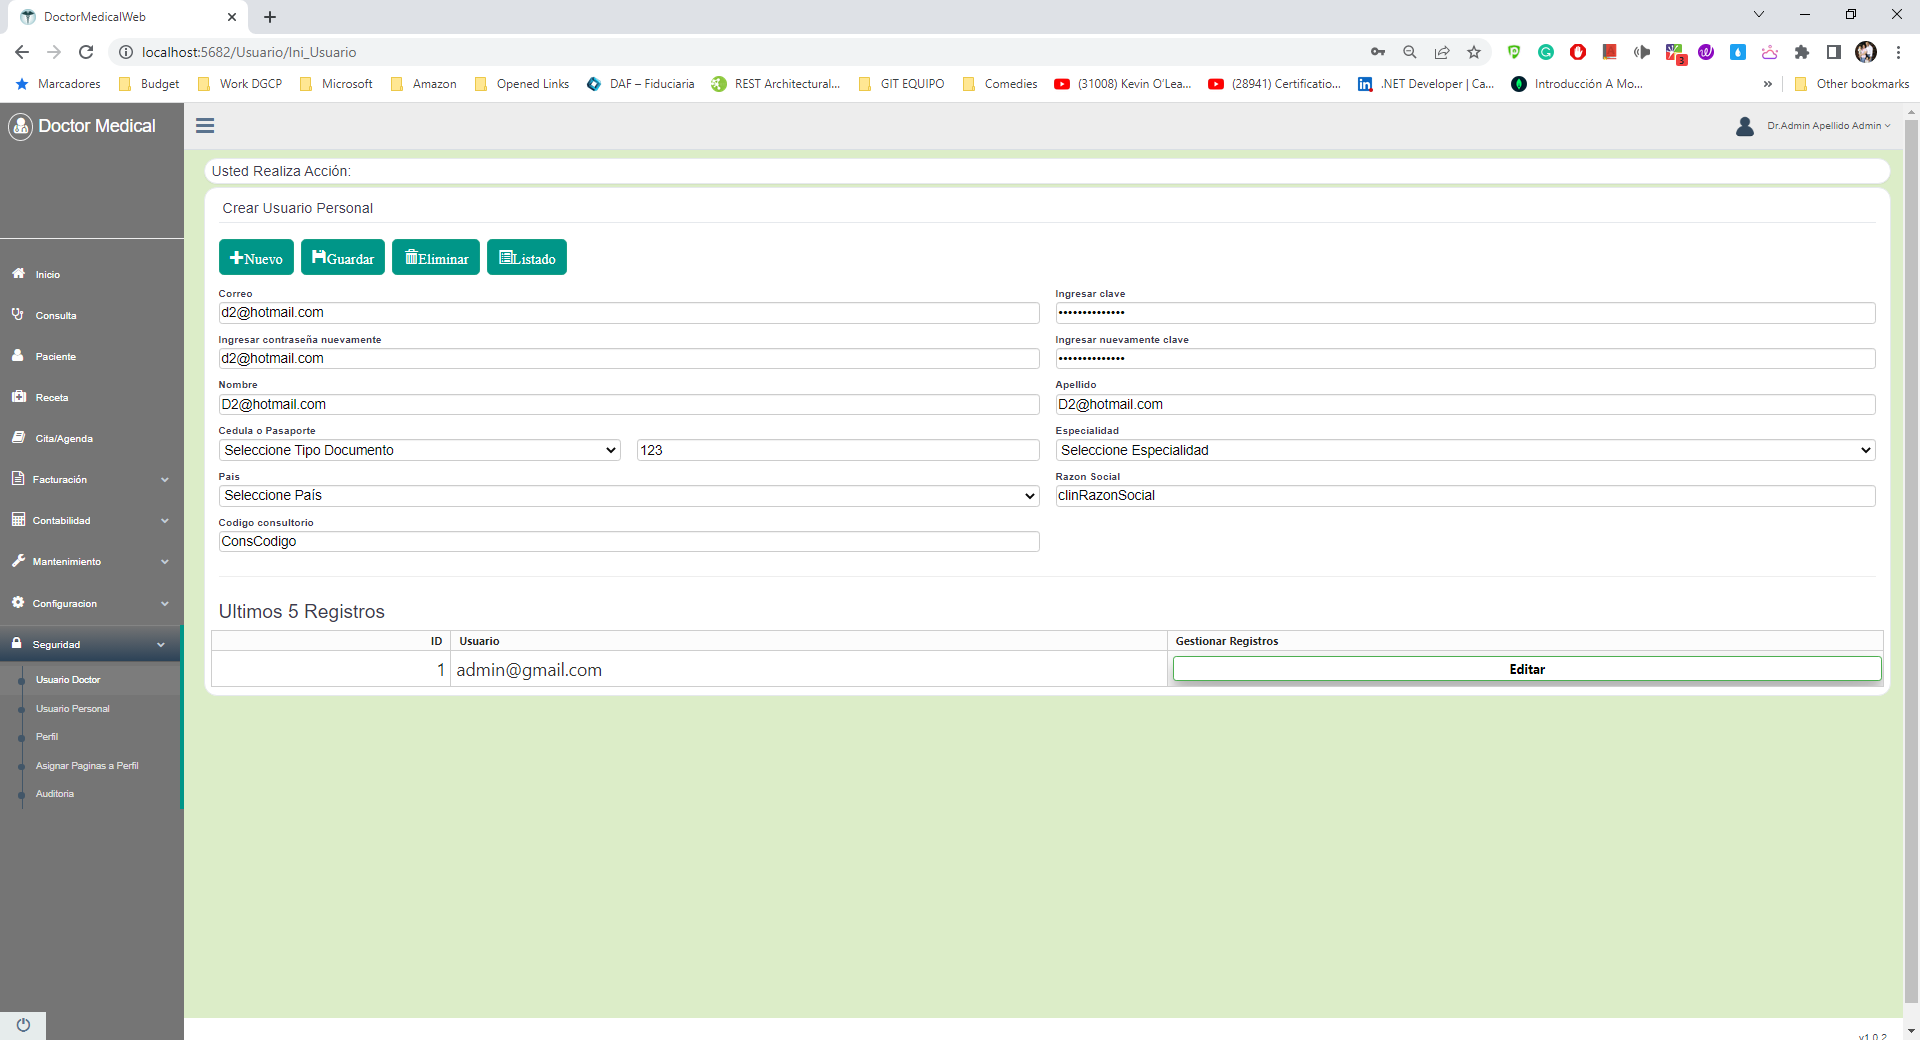 DoctorMedicalWeb
localhost:5682/Usuario/Ini_Usuario
3
Marcadores Budget Work DGCP Microsoft Amazon Opened Links DAF – Fiduciaria REST Architectural... GIT EQUIPO Comedies (31008) Kevin O'Lea... (28941) Certificatio... .NET Developer | Ca... Introducción A Mo... » Other bookmarks
Doctor Medical
Dr.Admin Apellido Admin
Usted Realiza Acción:
Crear Usuario Personal
Nuevo Guardar Eliminar Listado
Correo Ingresar clave
d2@hotmail.com ••••••••••••••
Ingresar contraseña nuevamente Ingresar nuevamente clave
d2@hotmail.com ••••••••••••••
Nombre Apellido
D2@hotmail.com D2@hotmail.com
Cedula o Pasaporte Especialidad
Seleccione Tipo Documento 123 Seleccione Especialidad
Pais Razon Social
Seleccione País clinRazonSocial
Codigo consultorio
ConsCodigo
Ultimos 5 Registros
ID Usuario Gestionar Registros
1 admin@gmail.com Editar
Inicio
Consulta
Paciente
Receta
Cita/Agenda
Facturación
Contabilidad
Mantenimiento
Configuracion
Seguridad
Usuario Doctor
Usuario Personal
Perfil
Asignar Paginas a Perfil
Auditoria
v1.0.2